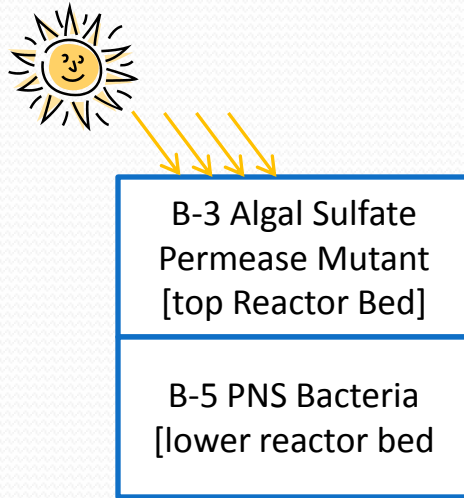 B-3 Algal Sulfate
Permease Mutant
[top Reactor Bed]
B-5 PNS Bacteria
[lower reactor bed